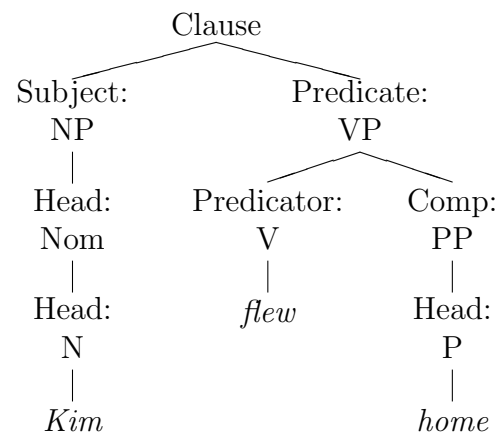 Clause
Subject: Predicate:
NP VP
Head: Predicator: Comp:
Nom V PP
Head: flew Head:
N P
Kim home